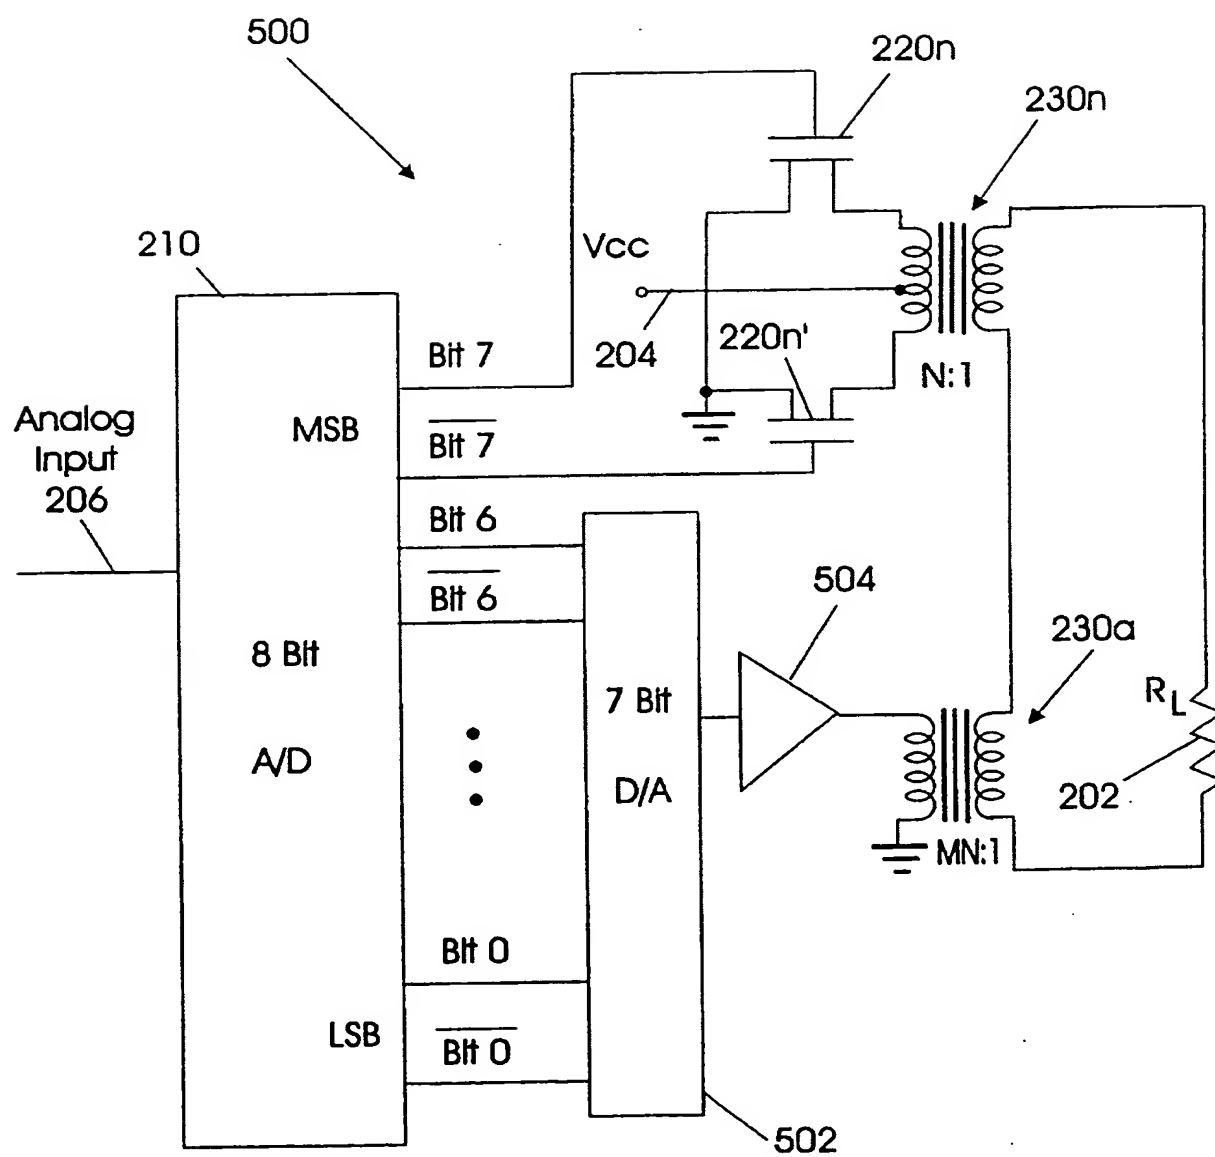 500
220n
230n
210
Vcc
204
220n'
N:1
Bit 7
MSB
Bit 7
Analog
Input
206
Bit 6
Bit 6
504
230a
8 Bit
7 Bit
R_L
A/D
D/A
202
MN:1
Bit 0
LSB
Bit 0
502